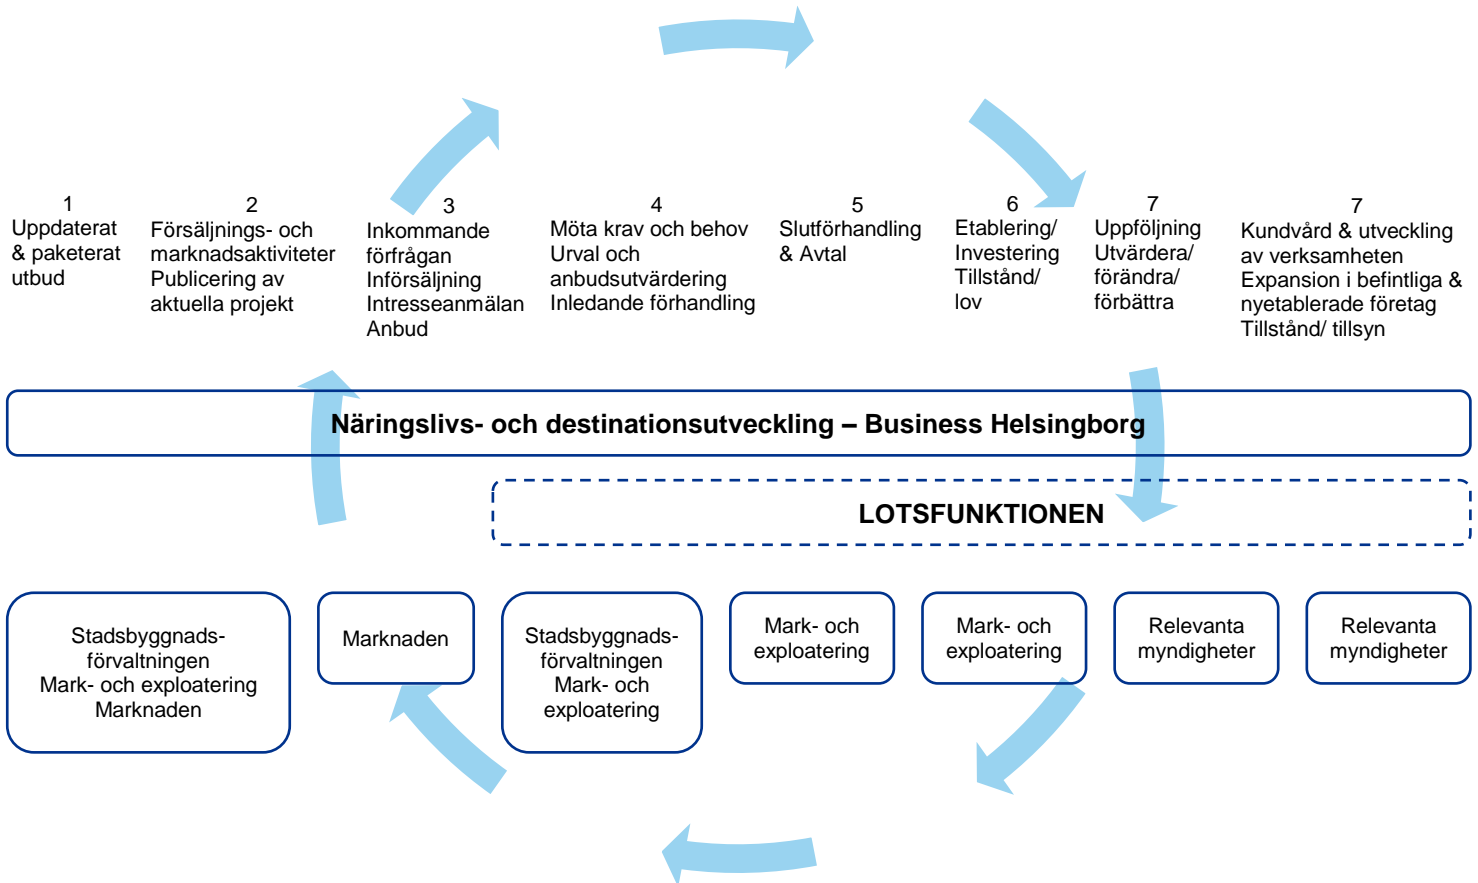 1
Uppdaterat
& paketerat
utbud
2
Försäljnings- och
marknadsaktiviteter
Publicering av
aktuella projekt
3
Inkommande
förfrågan
Införsäljning
Intresseanmälan
Anbud
4
Möta krav och behov
Urval och
anbudsutvärdering
Inledande förhandling
5
Slutförhandling
& Avtal
6
Etablering/
Investering
Tillstånd/
lov
7
Uppföljning
Utvärdera/
förändra/
förbättra
7
Kundvård & utveckling
av verksamheten
Expansion i befintliga &
nyetablerade företag
Tillstånd/ tillsyn
Näringslivs- och destinationsutveckling – Business Helsingborg
LOTSFUNKTIONEN
Stadsbyggnads-
förvaltningen
Mark- och exploatering
Marknaden
Marknaden
Stadsbyggnads-
förvaltningen
Mark- och
exploatering
Mark- och
exploatering
Mark- och
exploatering
Relevanta
myndigheter
Relevanta
myndigheter